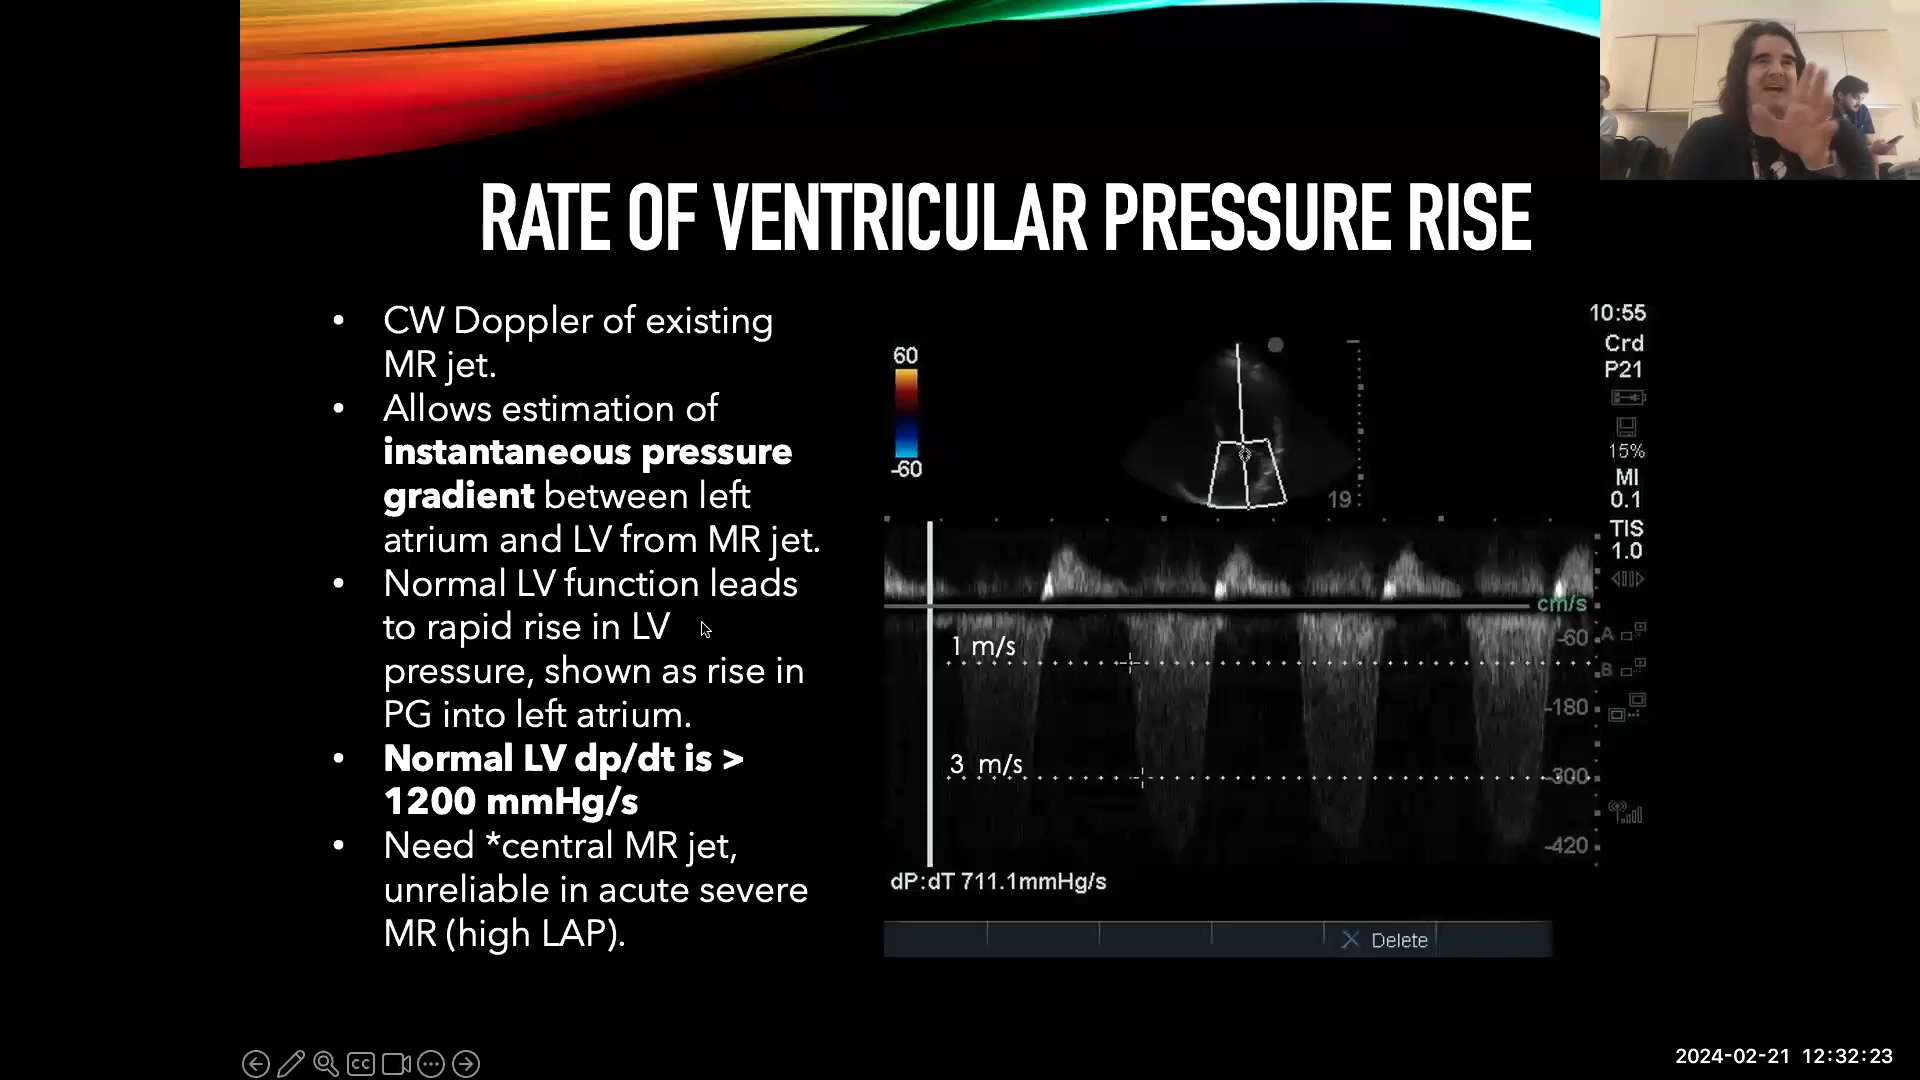 RATE OF VENTRICULAR PRESSURE RISE
• CW Doppler of existing
MR jet.
• Allows estimation of
instantaneous pressure
gradient between left
atrium and LV from MR jet.
• Normal LV function leads
to rapid rise in LV
pressure, shown as rise in
PG into left atrium.
• Normal LV dp/dt is >
1200 mmHg/s
• Need *central MR jet,
unreliable in acute severe
MR (high LAP).
60
-60
19
10:55
Crd
P21
15%
MI
0.1
TIS
1.0
cm/s
-60
A
B
1 m/s
-180
3 m/s
-300
-420
dP:dT 711.1mmHg/s
X Delete
CC
2024-02-21 12:32:23